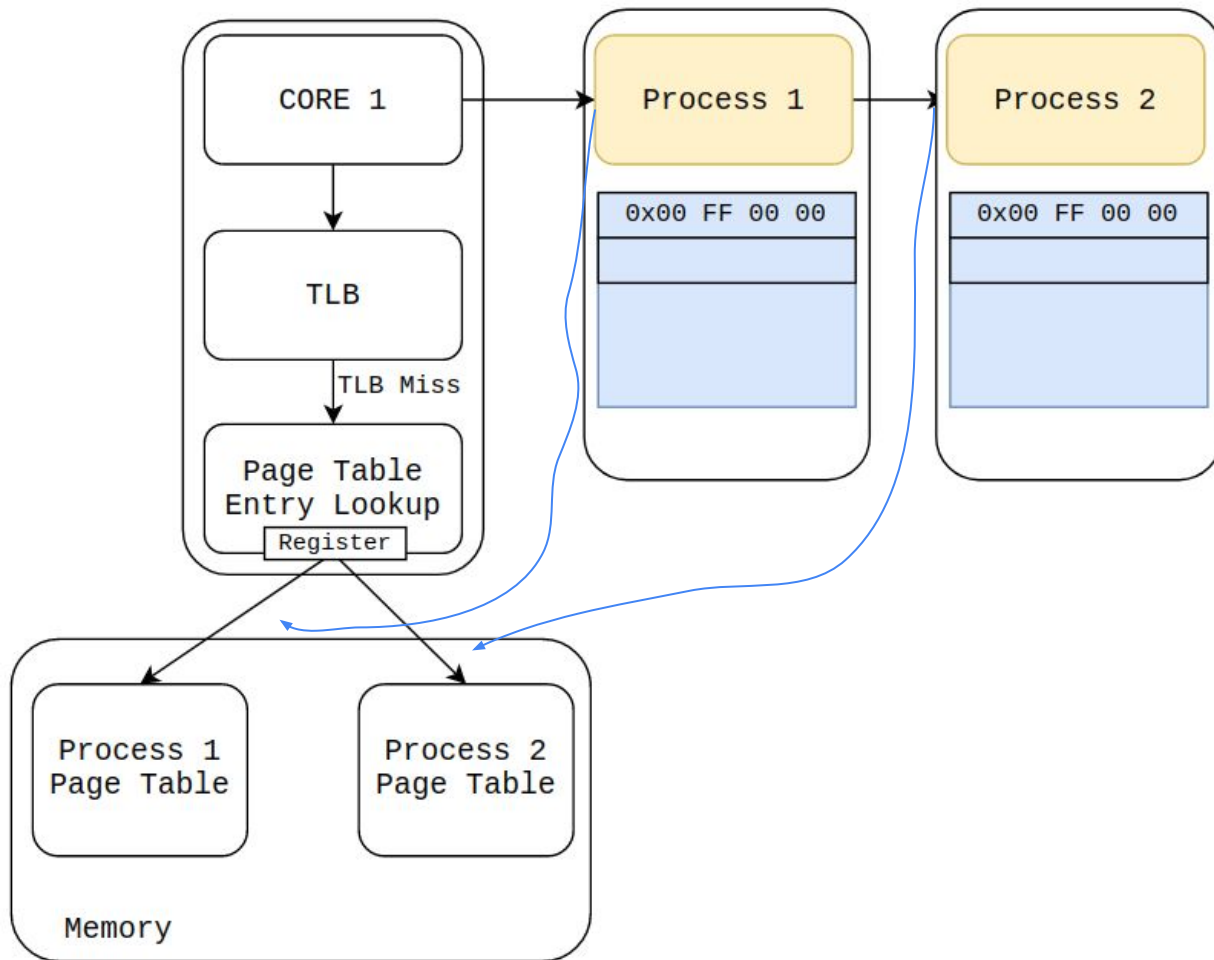 CORE 1
Process 1
Process 2
0x00 FF 00 00
0x00 FF 00 00
TLB
TLB Miss
Page Table
Entry Lookup
Register
Process 1
Page Table
Process 2
Page Table
Memory